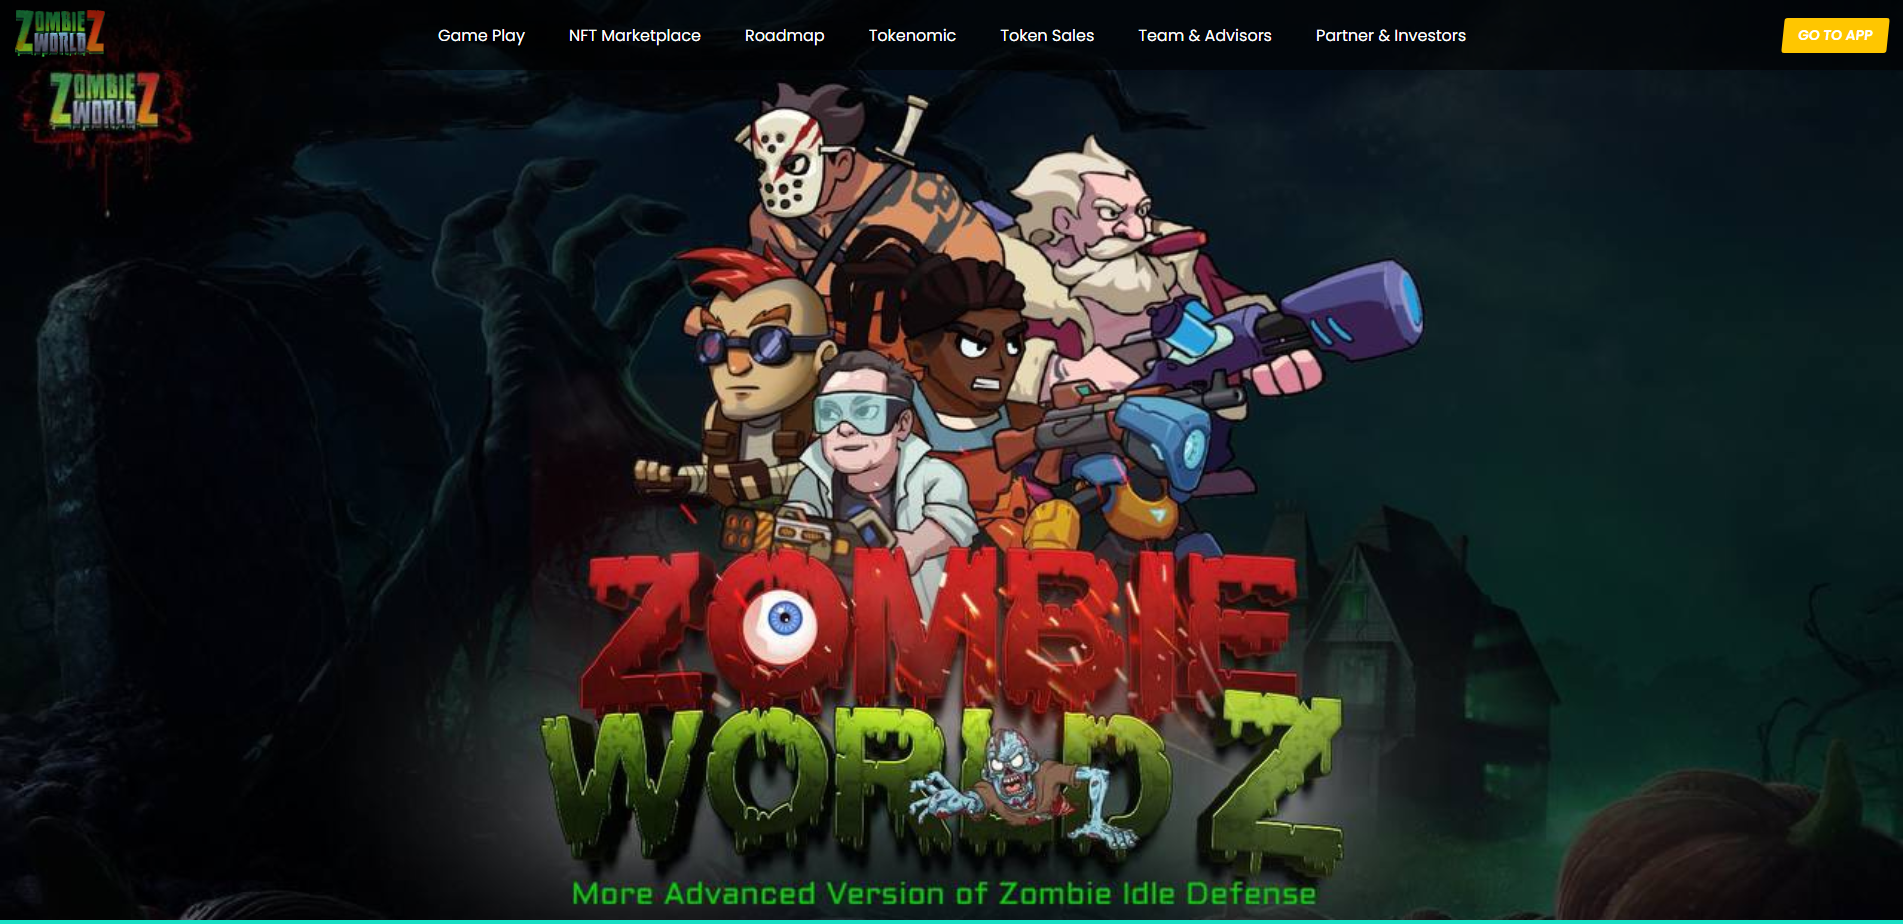 ZOMBIE
WORLD Z
Game Play
NFT Marketplace
Roadmap
Tokenomic
Token Sales
Team & Advisors
Partner & Investors
GO TO APP
ZOMBIE
WORLD Z
ZOMBIE
WORLD Z
More Advanced Version of Zombie Idle Defense